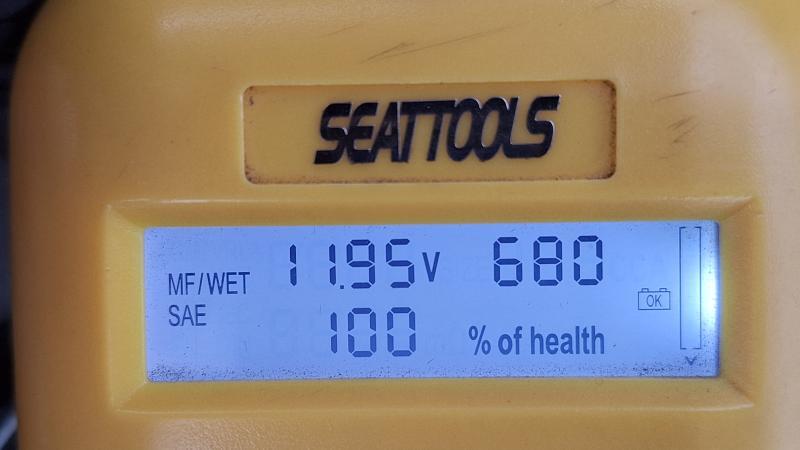 SEATTOOLS
MF/WET 11.95V 680
SAE 100 % of health
OK